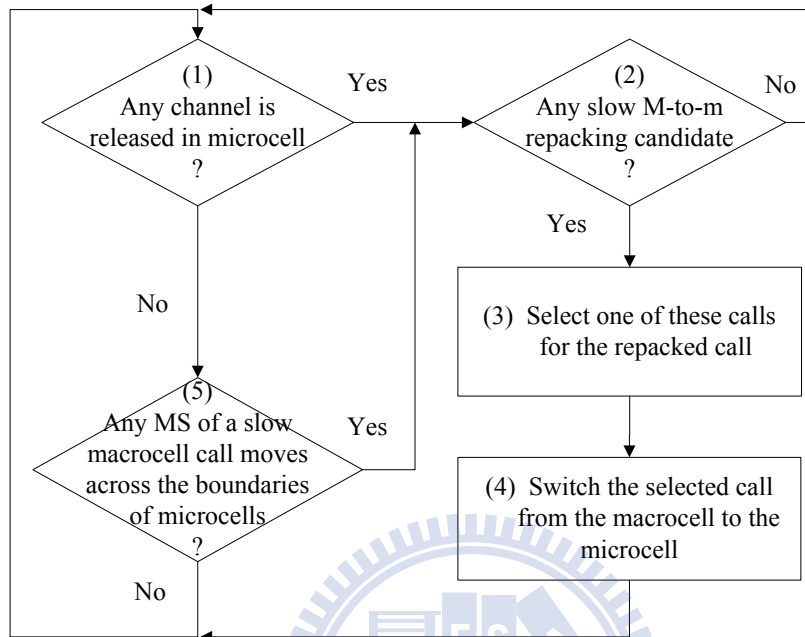 (1)
Any channel is
released in microcell
?
Yes
(2)
Any slow M-to-m
repacking candidate
?
No
Yes
No
(3) Select one of these calls
for the repacked call
(5)
Any MS of a slow
macrocell call moves
across the boundaries
of microcells
?
Yes
(4) Switch the selected call
from the macrocell to the
microcell
No